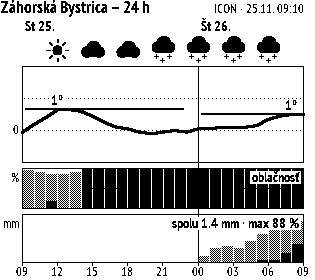 Záhorská Bystrica – 24 h
ICON · 25.11. 09:10
Št 25.
Št 26.
1°
1°
0
%
oblačnosť
mm
spolu 1.4 mm · max 88 %
09 12 15 18 21 00 03 06 09